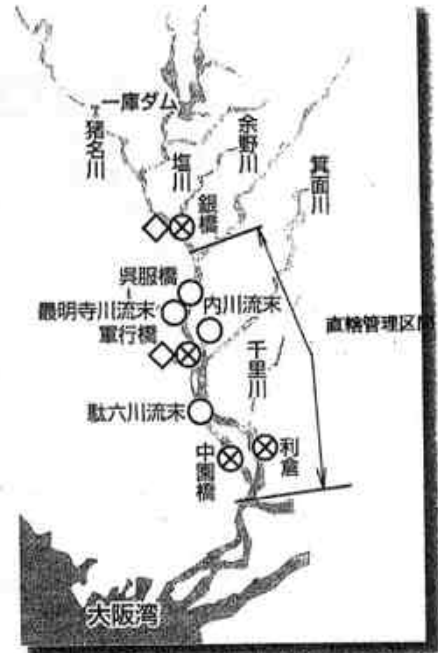 一庫ダム
猪名川
塩川
余野川
銀橋
箕面川
呉服橋
最明寺川流末
内川流末
直轄管理区間
軍行橋
千里川
駄六川流末
中園橋
利倉
大阪湾